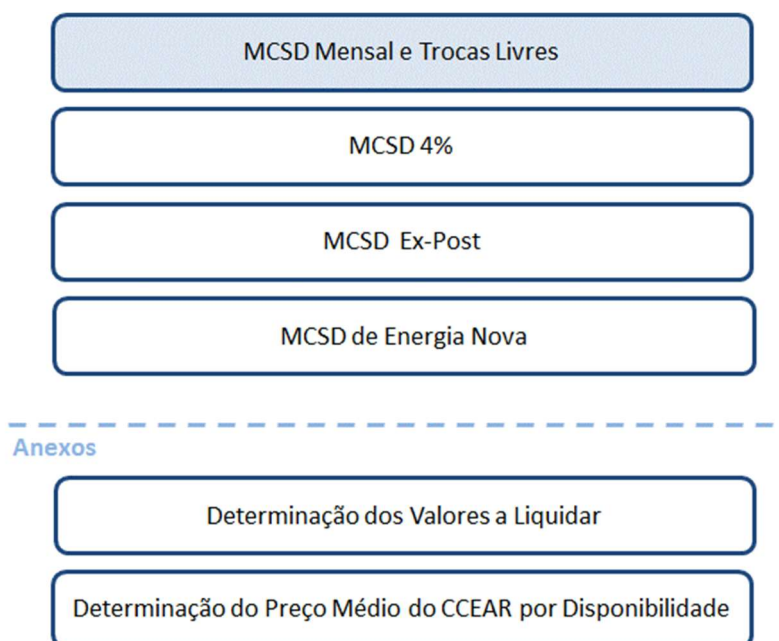 MCSD Mensal e Trocas Livres
MCSD 4%
MCSD Ex-Post
MCSD de Energia Nova
Anexos
Determinação dos Valores a Liquidar
Determinação do Preço Médio do CCEAR por Disponibilidade